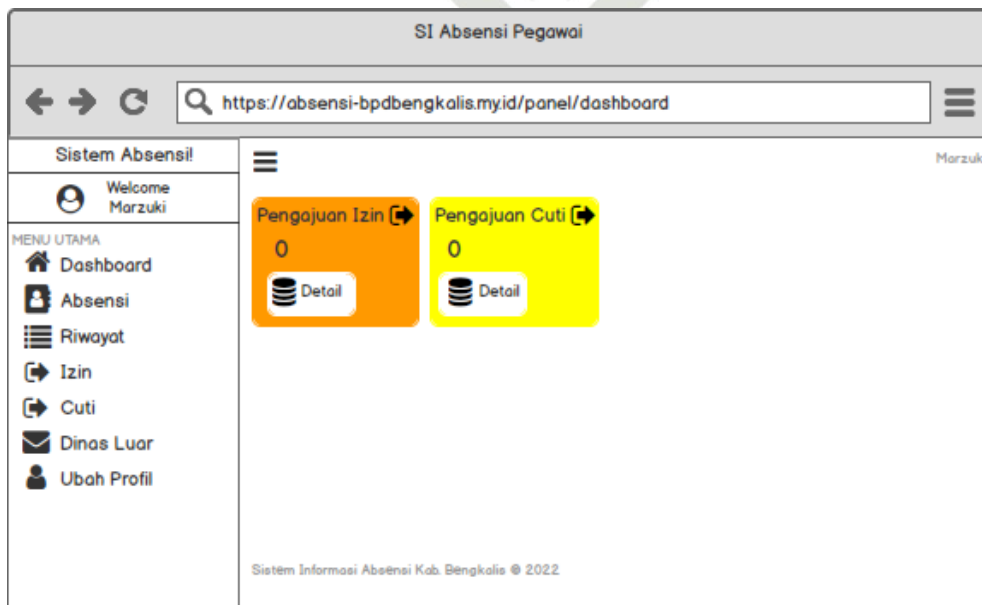 SI Absensi Pegawai
https://absensi-bpdbengkalis.my.id/panel/dashboard
Sistem Absensi!
Welcome
Marzuki
MENU UTAMA
Dashboard
Absensi
Riwayat
Izin
Cuti
Dinas Luar
Ubah Profil
Marzuk
Pengajuan Izin
0
Detail
Pengajuan Cuti
0
Detail
Sistem Informasi Absensi Kab. Bengkalis © 2022